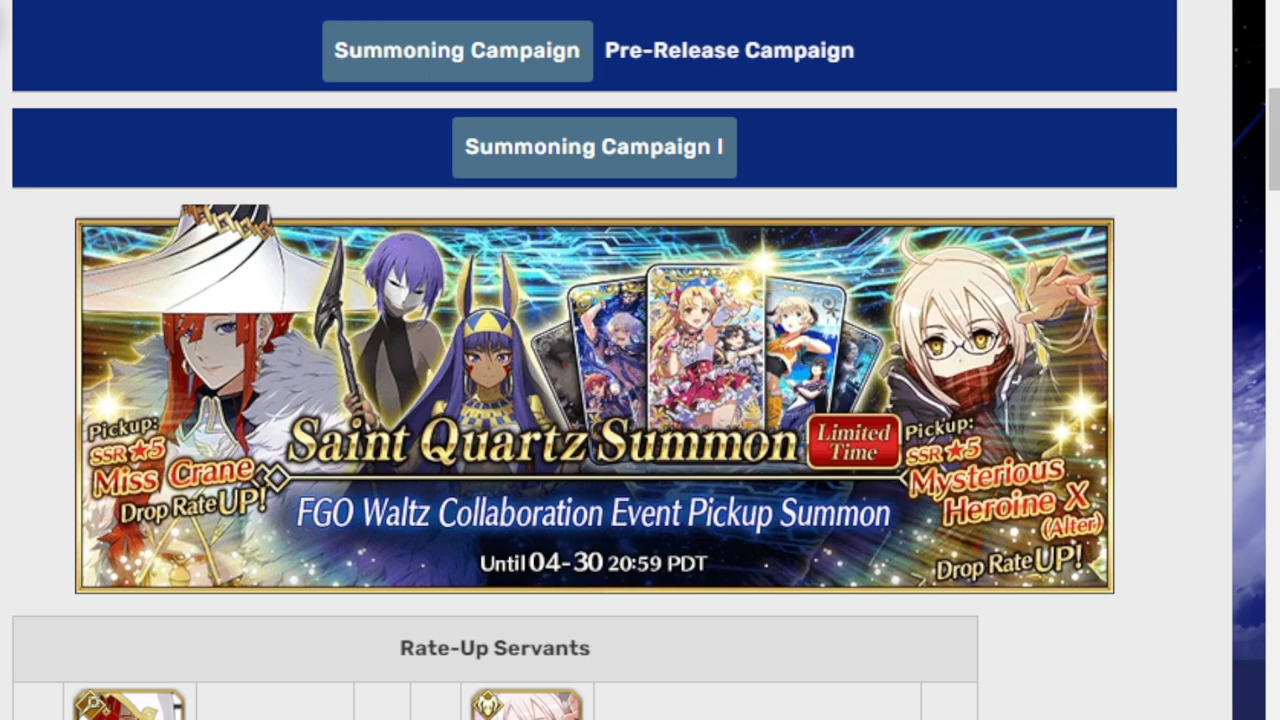 Summoning Campaign Pre-Release Campaign
Summoning Campaign I
Pickup:
SSR ★5
Miss Crane
Drop Rate UP!
Saint Quartz Summon
Limited
Time
FGO Waltz Collaboration Event Pickup Summon
Until 04-30 20:59 PDT
Pickup:
SSR ★5
Mysterious
Heroine X
(Alter)
Drop Rate UP!
Rate-Up Servants